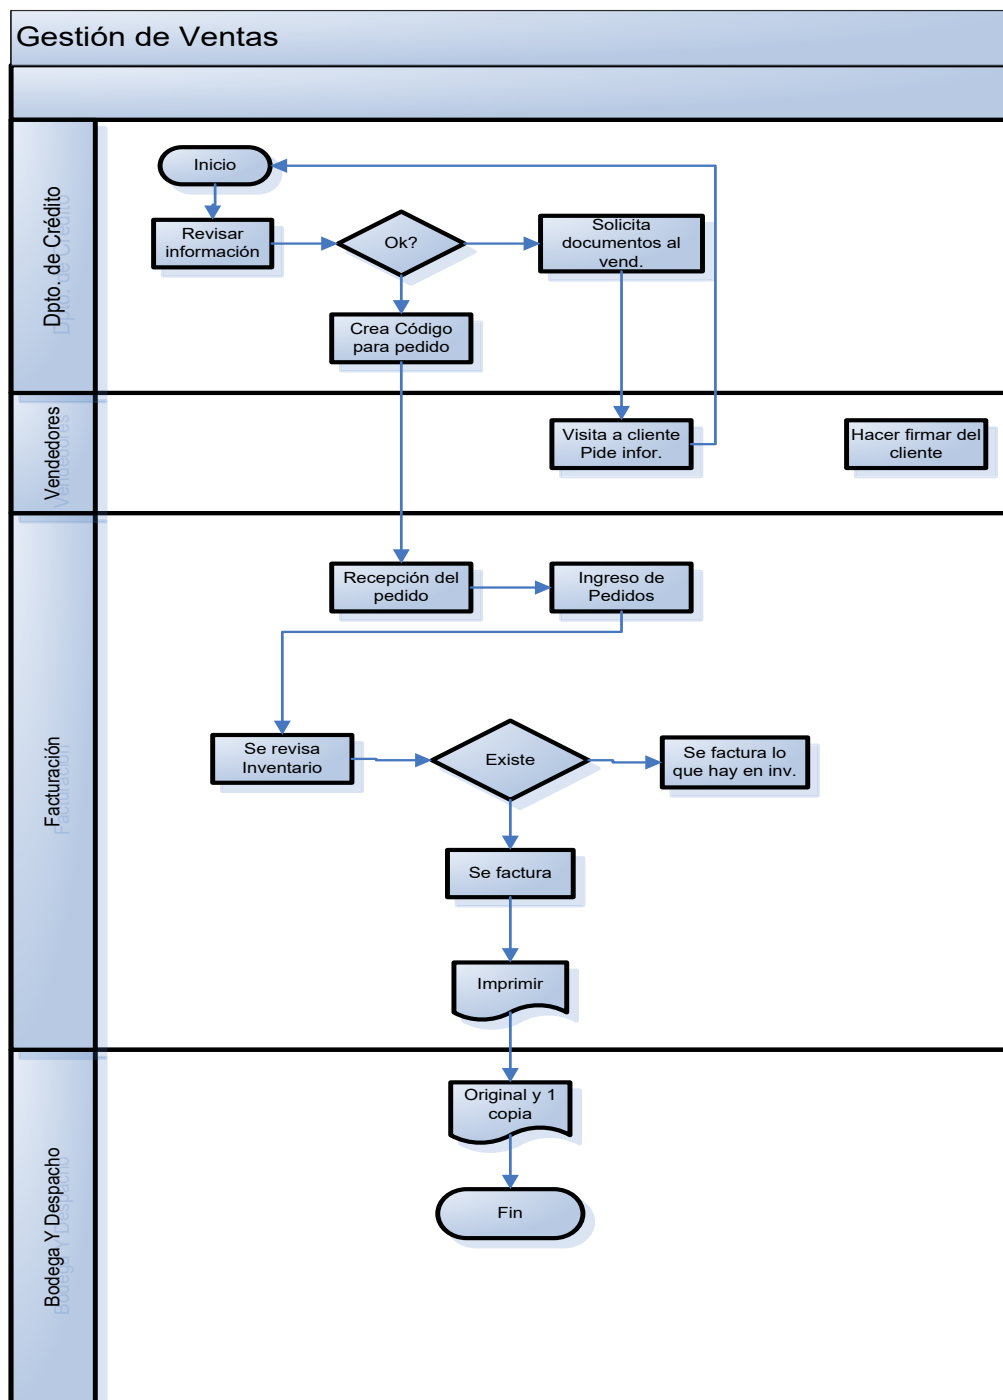 Gestión de Ventas
Dpto. de Crédito
Inicio
Revisar
información
Ok?
Solicita
documentos al
vend.
Crea Código
para pedido
Vendedores
Visita a cliente
Pide infor.
Hacer firmar del
cliente
Facturación
Recepción del
pedido
Ingreso de
Pedidos
Se revisa
Inventario
Existe
Se factura lo
que hay en inv.
Se factura
Imprimir
Bodega Y Despacho
Original y 1
copia
Fin